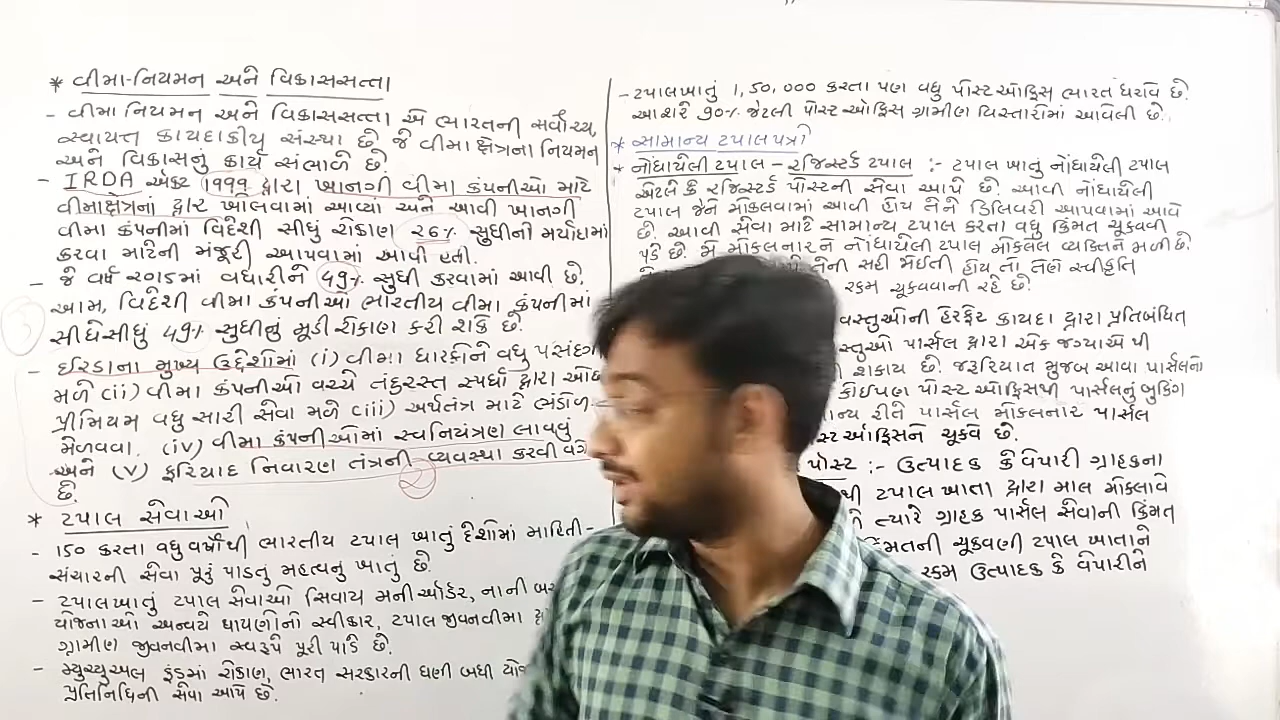 * વીમા-નિયમન અને વિકાસસત્તા
- વીમા નિયમન અને વિકાસસત્તા એ ભારતની સર્વોચ્ચ,
સ્વાયત્ત કાયદાકીય સંસ્થા છે જે વીમા ક્ષેત્રના નિયમન
અને વિકાસનું કાર્ય સંભાળે છે.
- IRDA એક્ટ ૧૯૯૯ દ્વારા ખાનગી વીમા કંપનીઓ માટે
વીમાક્ષેત્રનાં દ્વાર ખોલવામાં આવ્યાં અને આવી ખાનગી
વીમા કંપનીમાં વિદેશી સીધું રોકાણ ૨૬% સુધીની મર્યાદામાં
કરવા માટેની મંજૂરી આપવામાં આવી હતી.
- જે વર્ષ ૨૦૧૫માં વધારીને 49% સુધી કરવામાં આવી છે.
આમ, વિદેશી વીમા કંપનીઓ ભારતીય વીમા કંપનીમાં
સીધેસીધું 49% સુધીનું મૂડી રોકાણ કરી શકે છે.
3
- ઈરડાના મુખ્ય ઉદ્દેશોમાં (i) વીમા ધારકોને વધુ પસંદગી
મળે (ii) વીમા કંપનીઓ વચ્ચે તંદુરસ્ત સ્પર્ધા દ્વારા
પ્રીમિયમ વધુ સારી સેવા મળે (iii) અર્થતંત્ર માટે ભંડોળ
મેળવવા. (iv) વીમા કંપનીઓમાં સ્વનિયંત્રણ લાવવું
અને (v) ફરિયાદ નિવારણ તંત્રની વ્યવસ્થા કરવી
છે.
2
* ટપાલ સેવાઓ
- ૧૫૦ કરતા વધુ વર્ષોથી ભારતીય ટપાલ ખાતું દેશમાં માહિતી-
સંચારની સેવા પૂરું પાડતુ મહત્વનુ ખાતું છે.
- ટપાલખાતું ટપાલ સેવાઓ સિવાય મનીઓર્ડર, નાની
યોજનાઓ અન્વયે થાપણોનો સ્વીકાર, ટપાલ જીવનવીમા
ગ્રામીણ જીવનવીમા સ્વરૂપે પૂરી પાડે છે.
- મ્યુચ્યુઅલ ફંડમાં રોકાણ, ભારત સરકારની ઘણી બધી
પ્રતિનિધિની સેવા આપે છે.
- ટપાલખાતું 1,50,000 કરતા પણ વધુ પોસ્ટ ઓફિસ ભારત ધરાવે છે.
આશરે ૭૦% જેટલી પોસ્ટ ઓફિસ ગ્રામીણ વિસ્તારોમાં આવેલી છે.
* સામાન્ય ટપાલપત્રો
* નોંધાયેલી ટપાલ - રજિસ્ટર્ડ ટપાલ :- ટપાલ ખાતું નોંધાયેલી ટપાલ
એટલે કે રજિસ્ટર્ડ પોસ્ટની સેવા આપે છે. આવી નોંધાયેલી
ટપાલ જેને મોકલવામાં આવી હોય તેને ડિલિવરી આપવામાં આવે
છે. આવી સેવા માટે સામાન્ય ટપાલ કરતા વધુ કિંમત ચૂકવવી
પડે છે. મોકલનારને નોંધાયેલી ટપાલ મોકલેલ વ્યક્તિને મળી છે.
તેની સહી જોઈતી હોય તો તેણે સ્વીકૃતિ
રકમ ચૂકવવાની રહે છે.
વસ્તુઓની હેરફેર કાયદા દ્વારા પ્રતિબંધિત
પાર્સલ દ્વારા એક જગ્યાએ થી
શકાય છે. જરૂરિયાત મુજબ આવા પાર્સલનો
કોઈપણ પોસ્ટ ઓફિસથી પાર્સલનું બુકિંગ
રીતે પાર્સલ મોકલનાર પાર્સલ
ઓફિસને ચૂકવે છે.
પોસ્ટ :- ઉત્પાદક કે વેપારી ગ્રાહકના
ટપાલ ખાતા દ્વારા માલ મોકલાવે
ત્યારે ગ્રાહક પાર્સલ સેવાની કિંમત
કિંમતની ચૂકવણી ટપાલ ખાતાને
રકમ ઉત્પાદક કે વેપારીને